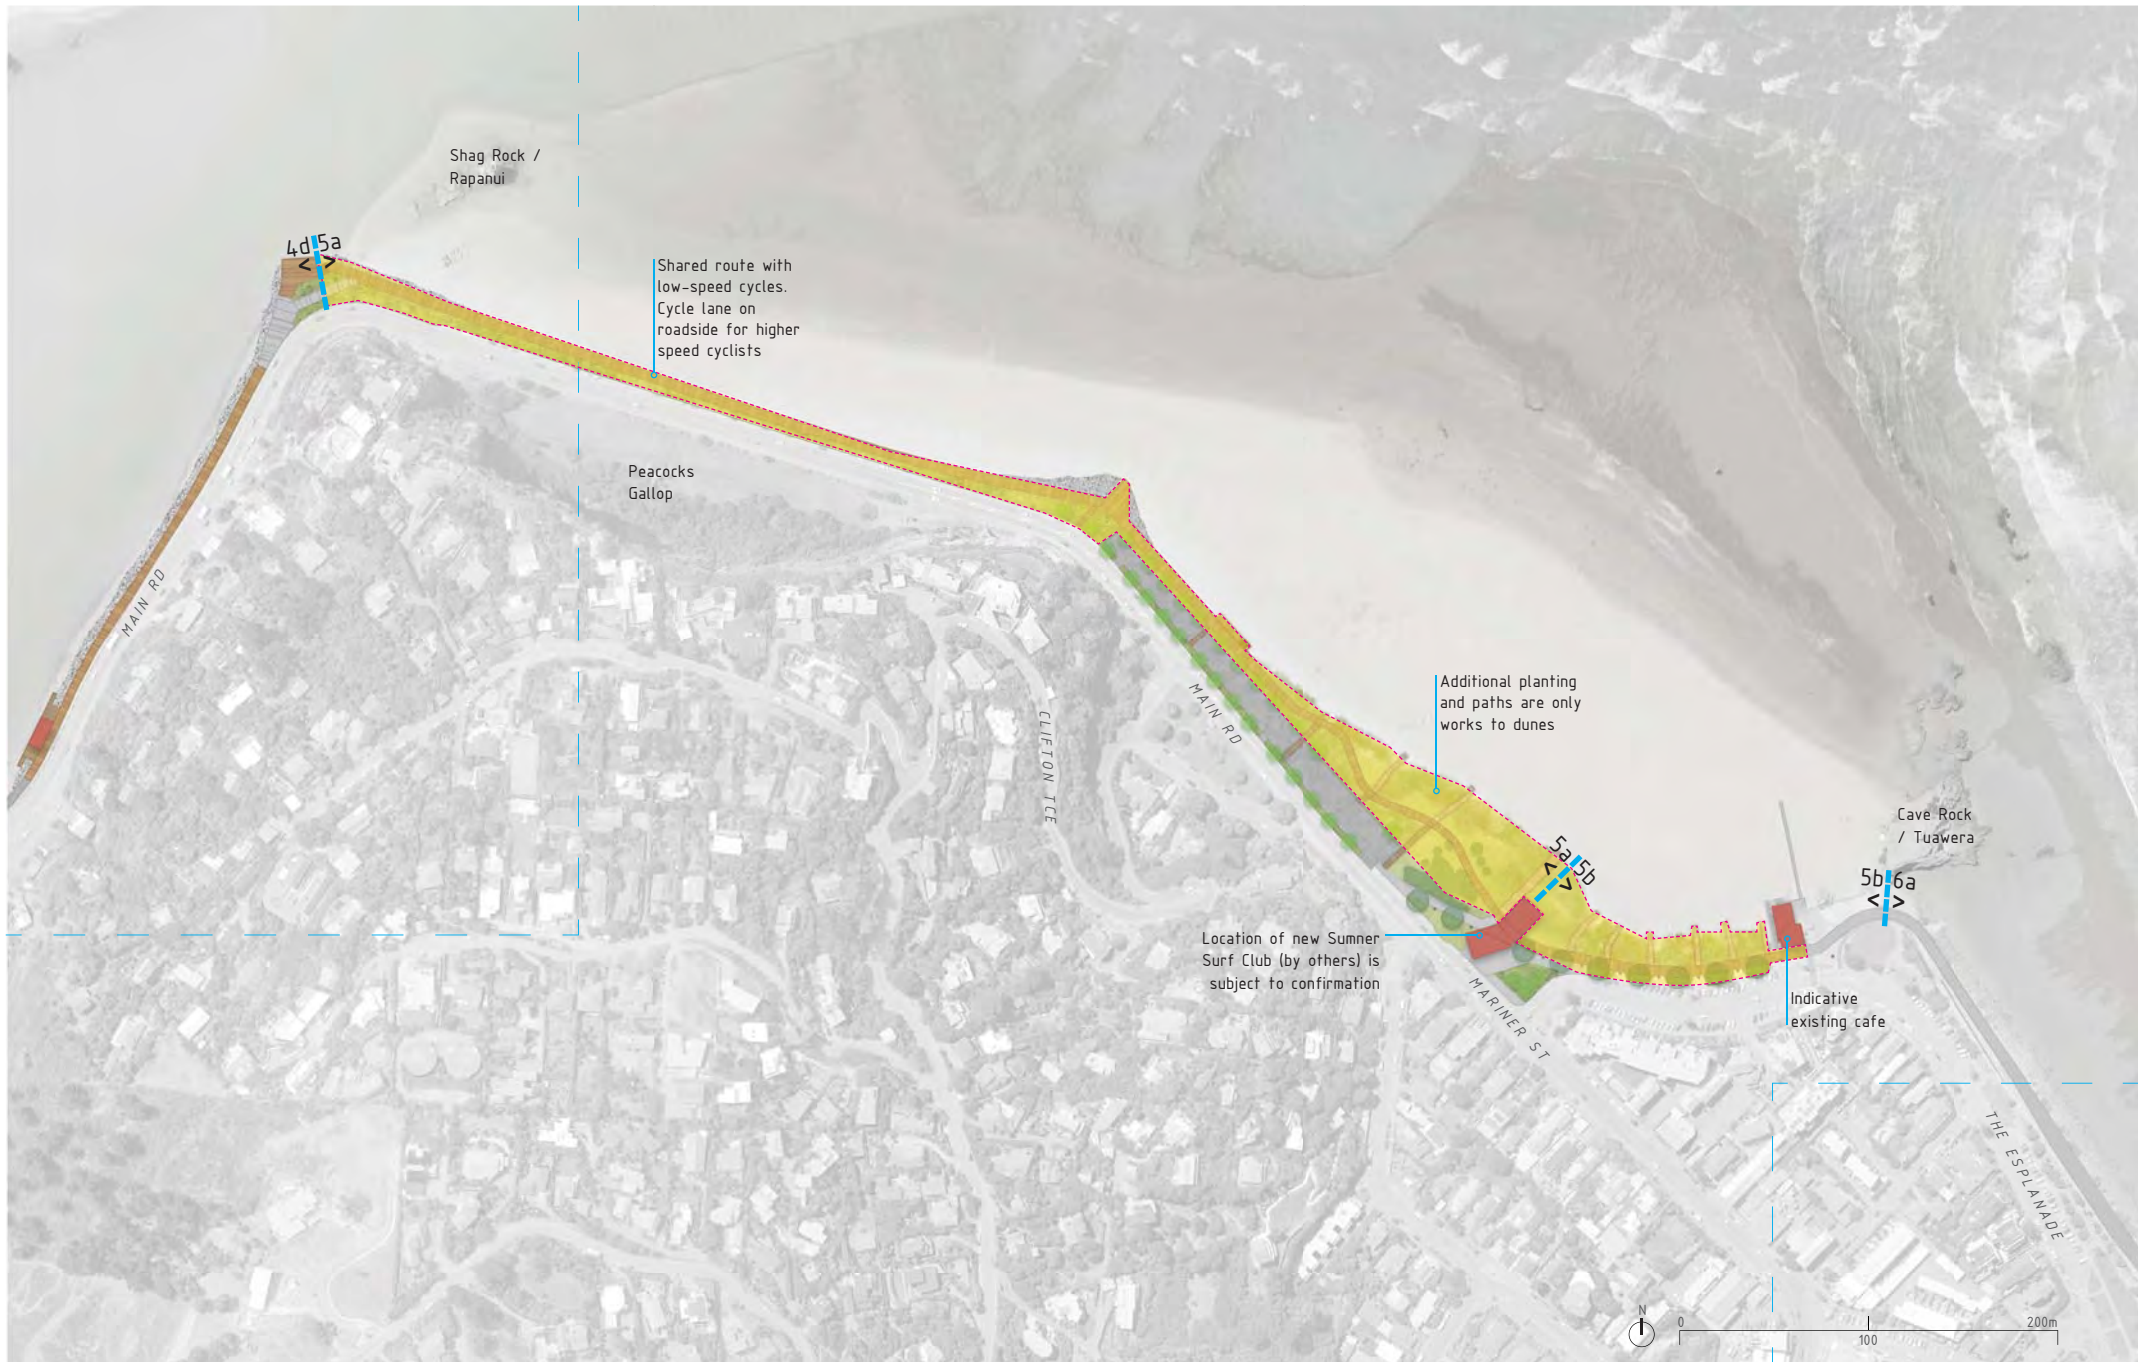 Shag Rock /
Rapanui
4d 5a
< >
Shared route with
low-speed cycles.
Cycle lane on
roadside for higher
speed cyclists
Peacocks
Gallop
MAIN RD
CLIFTON TCE
MAIN RD
Additional planting
and paths are only
works to dunes
Cave Rock
/ Tuawera
5a 5b
< >
5b 6a
< >
Location of new Sumner
Surf Club (by others) is
subject to confirmation
MARINER ST
Indicative
existing cafe
THE ESPLANADE
N
0 200m
100